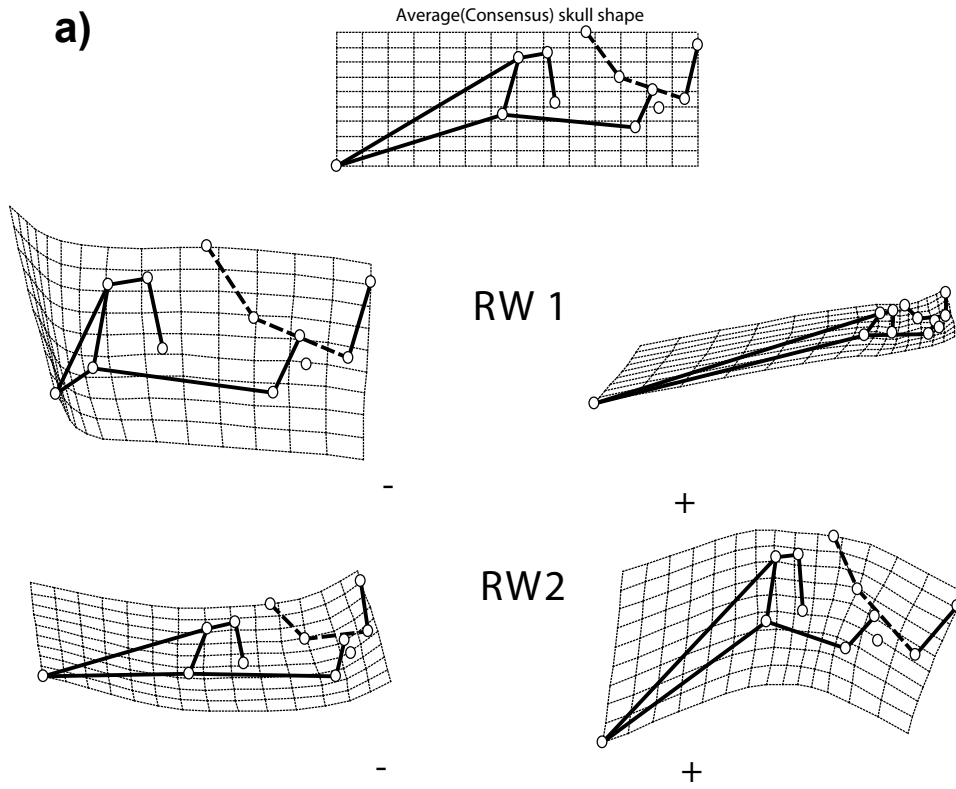 a)
Average(Consensus) skull shape
RW 1
-
+
RW2
-
+